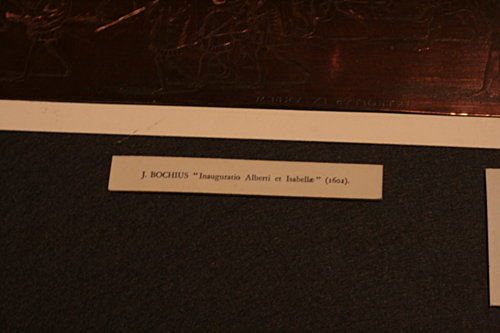 J. BOCHIUS "Inauguratio Alberti et Isabellæ" (1602).